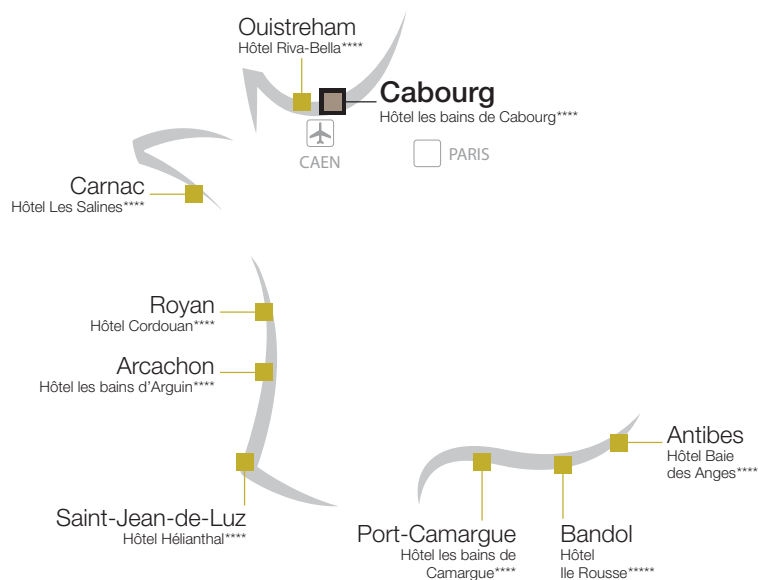 Ouistreham
Hôtel Riva-Bella****
Cabourg
Hôtel les bains de Cabourg****
CAEN
PARIS
Carnac
Hôtel Les Salines****
Royan
Hôtel Cordouan****
Arcachon
Hôtel les bains d’Arguin****
Antibes
Hôtel Baie
des Anges****
Saint-Jean-de-Luz
Hôtel Hélianthal****
Port-Camargue
Hôtel les bains de
Camargue****
Bandol
Hôtel
Ile Rousse*****